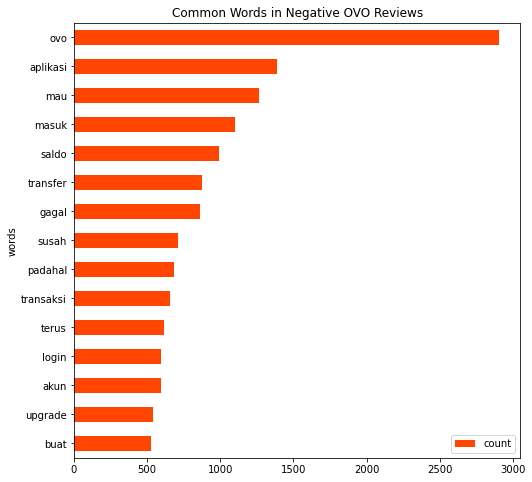 Common Words in Negative OVO Reviews
words
ovo
aplikasi
mau
masuk
saldo
transfer
gagal
susah
padahal
transaksi
terus
login
akun
upgrade
buat
count
0 500 1000 1500 2000 2500 3000